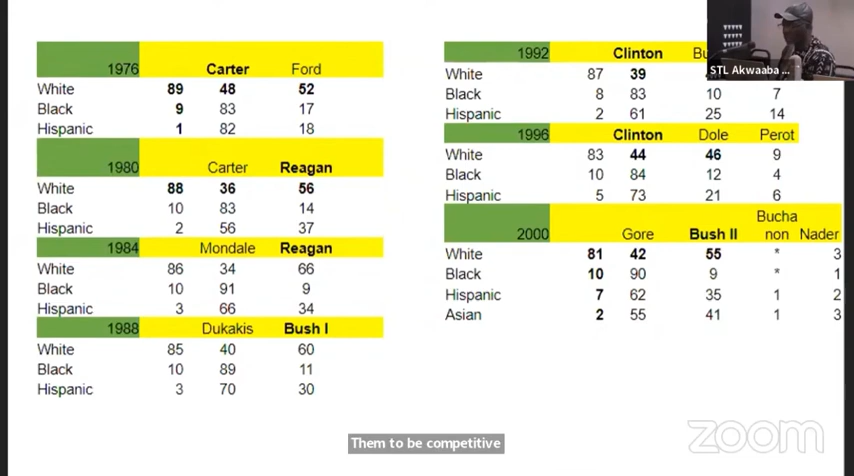 1976 Carter Ford
White 89 48 52
Black 9 83 17
Hispanic 1 82 18
1980 Carter Reagan
White 88 36 56
Black 10 83 14
Hispanic 2 56 37
1984 Mondale Reagan
White 86 34 66
Black 10 91 9
Hispanic 3 66 34
1988 Dukakis Bush I
White 85 40 60
Black 10 89 11
Hispanic 3 70 30
1992 Clinton
White 87 39
Black 8 83 10 7
Hispanic 2 61 25 14
1996 Clinton Dole Perot
White 83 44 46 9
Black 10 84 12 4
Hispanic 5 73 21 6
Bucha
2000 Gore Bush II non Nader
White 81 42 55 * 3
Black 10 90 9 * 1
Hispanic 7 62 35 1 2
Asian 2 55 41 1 3
STL Akwaaba ...
Them to be competitive
zoom